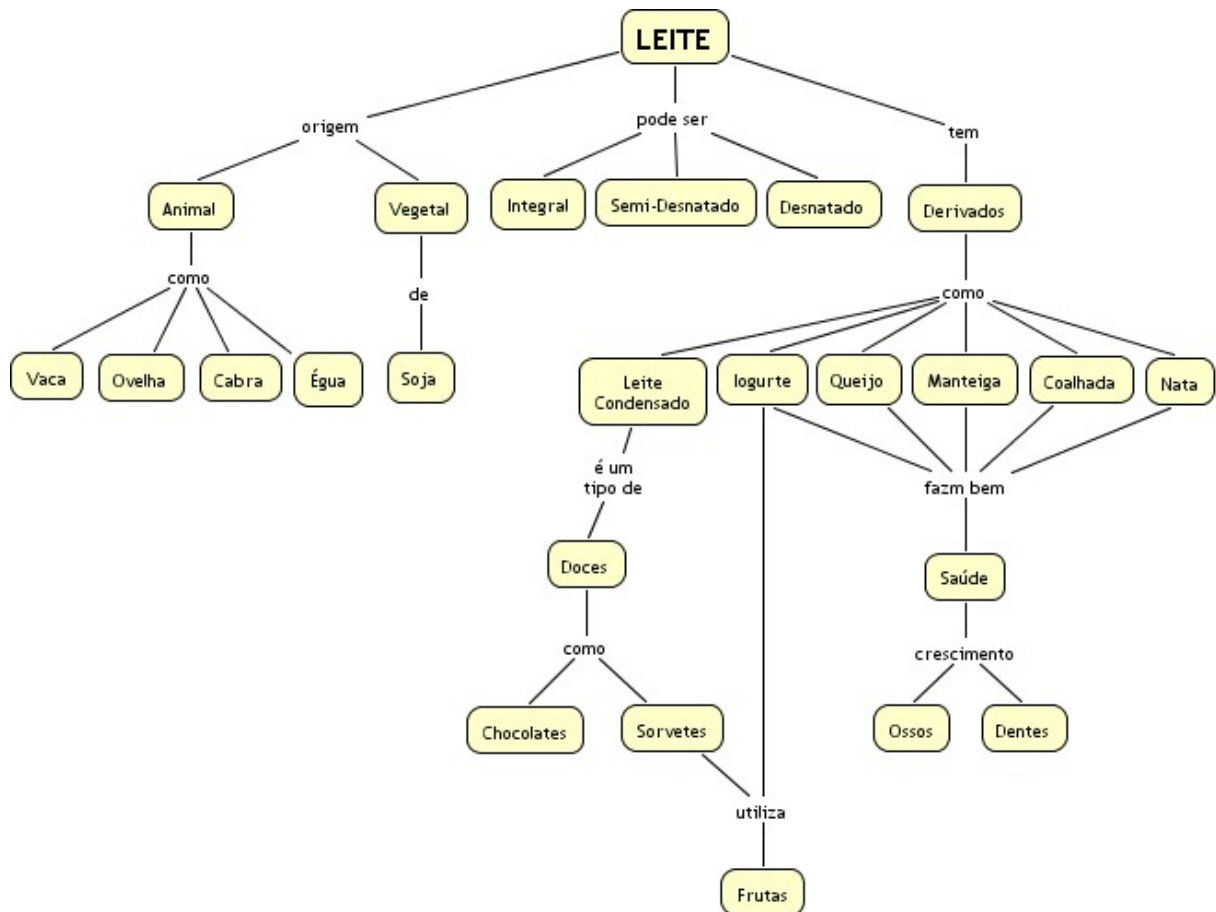 LEITE
origem
pode ser
tem
Animal
Vegetal
Integral
Semi-Desnatado
Desnatado
Derivados
como
de
como
Vaca
Ovelha
Cabra
Égua
Soja
Leite
Condensado
Iogurte
Queijo
Manteiga
Coalhada
Nata
é um
tipo de
fazm bem
Doces
Saúde
como
crescimento
Chocolates
Sorvetes
Ossos
Dentes
utiliza
Frutas